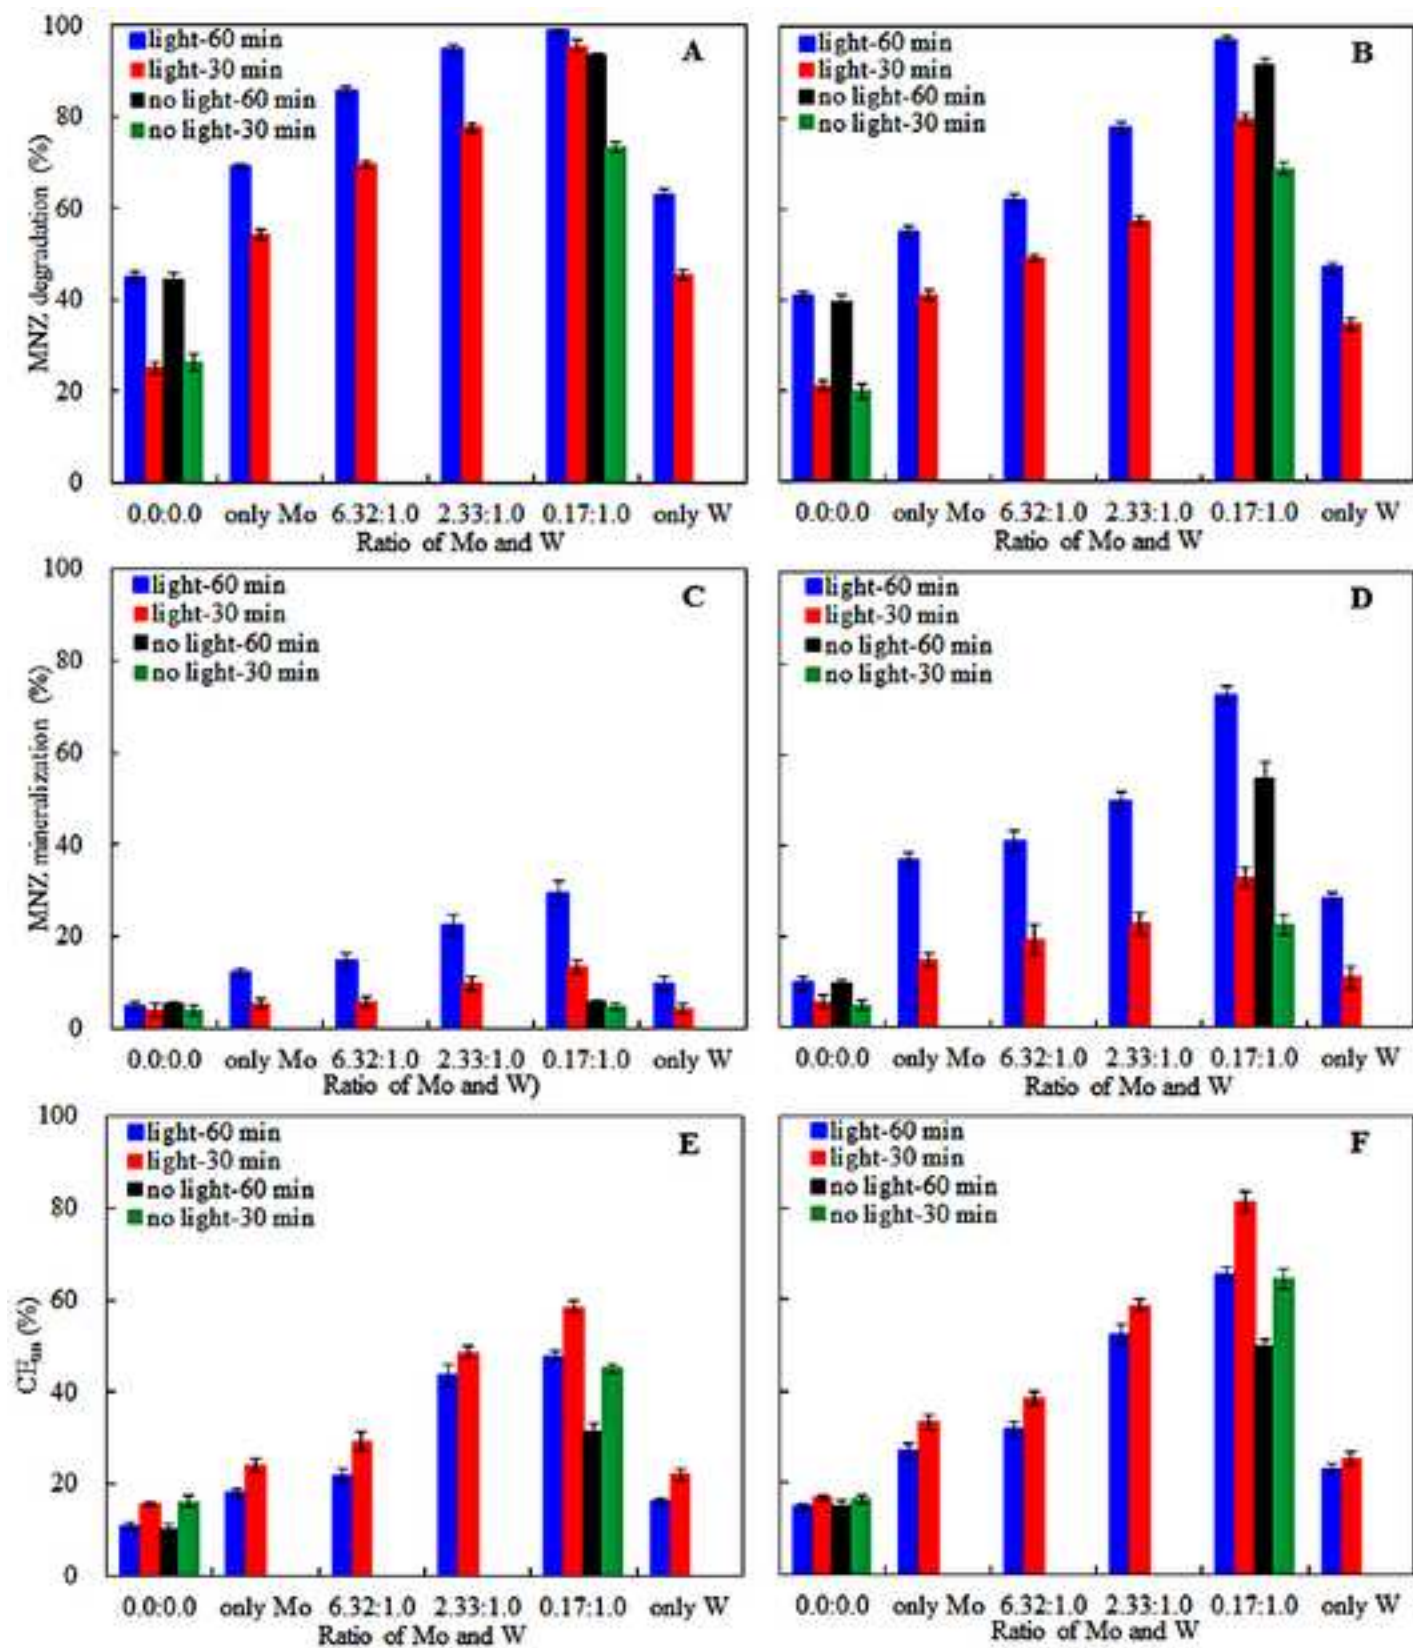 MNZ degradation (%)
100
80
60
40
20
0
light-60 min
light-30 min
no light-60 min
no light-30 min
A
0.0:0.0 only Mo 6.32:1.0 2.33:1.0 0.17:1.0 only W
Ratio of Mo and W
light-60 min
light-30 min
no light-60 min
no light-30 min
B
0.0:0.0 only Mo 6.32:1.0 2.33:1.0 0.17:1.0 only W
Ratio of Mo and W
MNZ mineralization (%)
100
80
60
40
20
0
light-60 min
light-30 min
no light-60 min
no light-30 min
C
0.0:0.0 only Mo 6.32:1.0 2.33:1.0 0.17:1.0 only W
Ratio of Mo and W)
light-60 min
light-30 min
no light-60 min
no light-30 min
D
0.0:0.0 only Mo 6.32:1.0 2.33:1.0 0.17:1.0 only W
Ratio of Mo and W
(%)
100
80
60
40
20
0
light-60 min
light-30 min
no light-60 min
no light-30 min
E
0.0:0.0 only Mo 6.32:1.0 2.33:1.0 0.17:1.0 only W
Ratio of Mo and W
light-60 min
light-30 min
no light-60 min
no light-30 min
F
0.0:0.0 only Mo 6.32:1.0 2.33:1.0 0.17:1.0 only W
Ratio of Mo and W